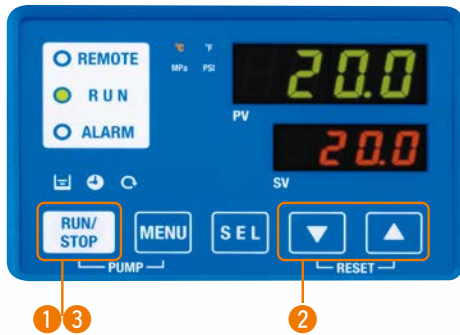 REMOTE
RUN
ALARM
°C °F
MPa PSI
20.0
PV
20.0
SV
RUN/
STOP
MENU
SEL
PUMP
RESET
1 3
2